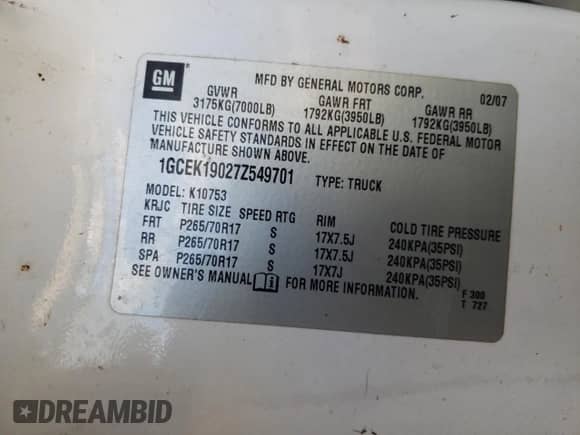 GM
MFD BY GENERAL MOTORS CORP. 02/07
GVWR GAWR FRT GAWR RR
3175KG(7000LB) 1792KG(3950LB) 1792KG(3950LB)
THIS VEHICLE CONFORMS TO ALL APPLICABLE U.S. FEDERAL MOTOR
VEHICLE SAFETY STANDARDS IN EFFECT ON THE DATE OF
MANUFACTURE SHOWN ABOVE.
1GCEK19027Z549701 TYPE: TRUCK
MODEL: K10753
KRJC TIRE SIZE SPEED RTG RIM COLD TIRE PRESSURE
FRT P265/70R17 S 17X7.5J 240KPA(35PSI)
RR P265/70R17 S 17X7.5J 240KPA(35PSI)
SPA P265/70R17 S 17X7J 240KPA(35PSI)
SEE OWNER'S MANUAL i FOR MORE INFORMATION.
F 300
T 727
DREAMBID